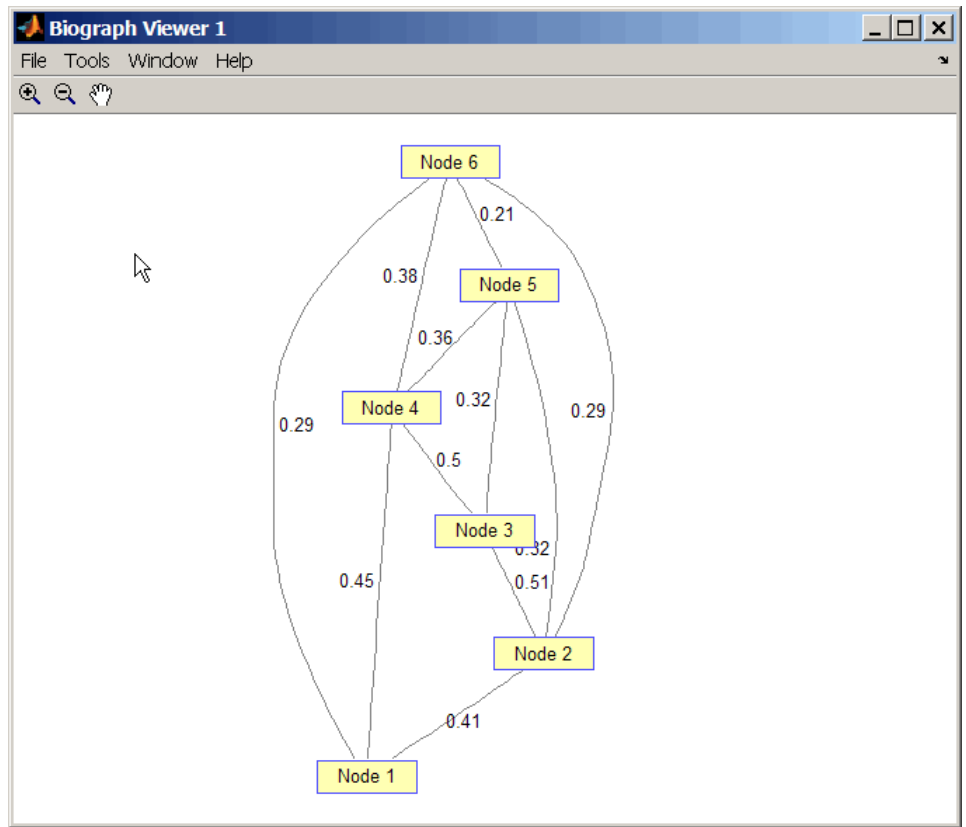 Biograph Viewer 1
File Tools Window Help
Node 6
0.21
0.38
Node 5
0.36
0.32
Node 4
0.29
0.29
0.5
Node 3
0.32
0.45
0.51
Node 2
0.41
Node 1